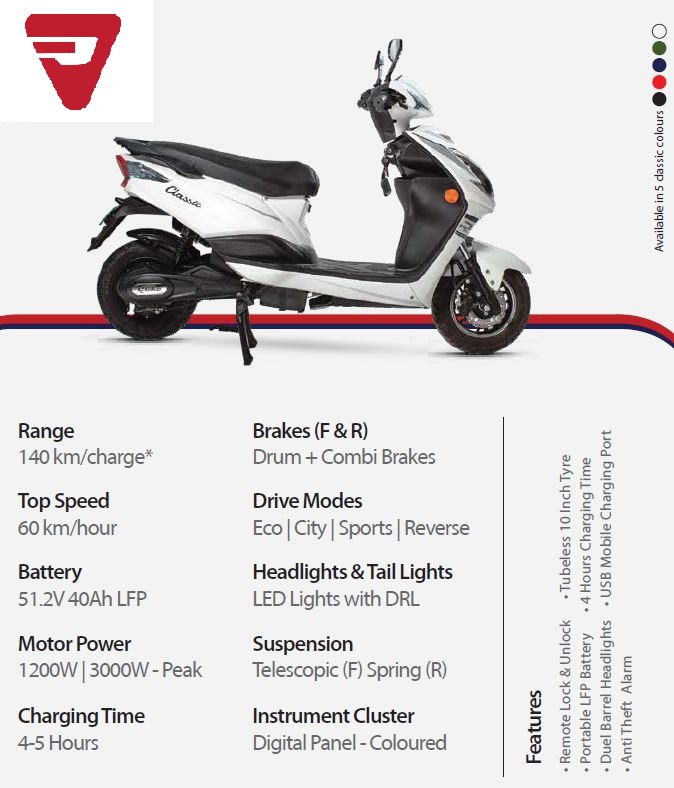 Available in 5 classic colours
Classic
Range
140 km/charge*
Top Speed
60 km/hour
Battery
51.2V 40Ah LFP
Motor Power
1200W | 3000W - Peak
Charging Time
4-5 Hours
Brakes (F & R)
Drum + Combi Brakes
Drive Modes
Eco | City | Sports | Reverse
Headlights & Tail Lights
LED Lights with DRL
Suspension
Telescopic (F) Spring (R)
Instrument Cluster
Digital Panel - Coloured
Features
• Remote Lock & Unlock
• Portable LFP Battery
• Duel Barrel Headlights
• Anti Theft Alarm
• Tubeless 10 Inch Tyre
• 4 Hours Charging Time
• USB Mobile Charging Port